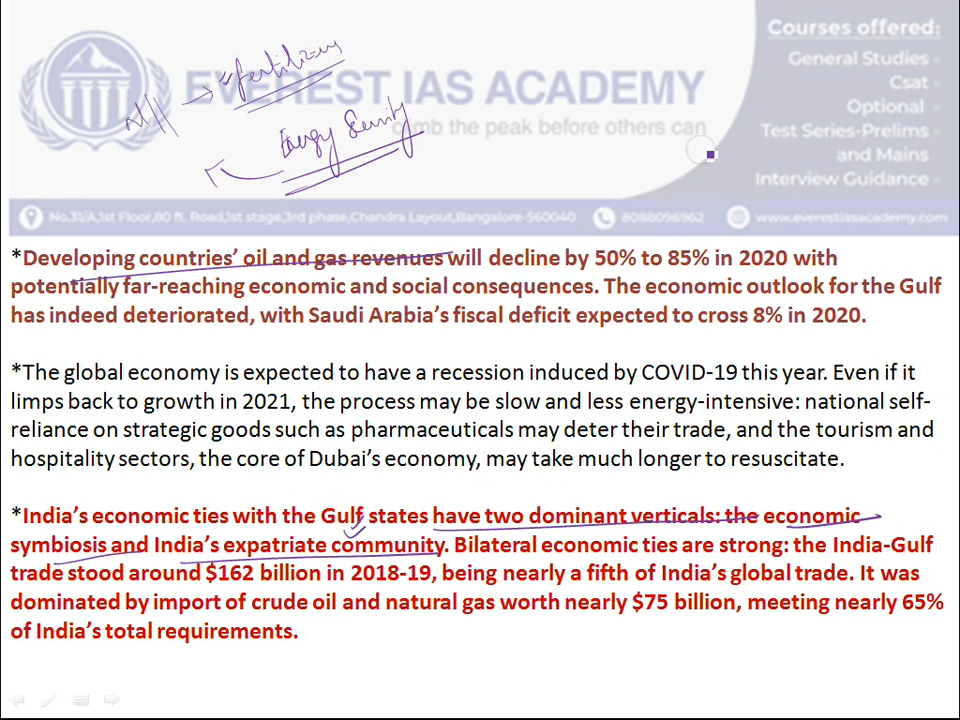 Courses offered:
General Studies
Csat
Optional
Test Series-Prelims
and Mains
Interview Guidance
Fertilizers
EVEREST IAS ACADEMY
Energy Security
climb the peak before others can
No.31/A,1st Floor,80 ft. Road,1st stage,3rd phase,Chandra Layout,Bangalore-560040
8088096962
www.everestiasacademy.com
*Developing countries’ oil and gas revenues will decline by 50% to 85% in 2020 with
potentially far-reaching economic and social consequences. The economic outlook for the Gulf
has indeed deteriorated, with Saudi Arabia’s fiscal deficit expected to cross 8% in 2020.
*The global economy is expected to have a recession induced by COVID-19 this year. Even if it
limps back to growth in 2021, the process may be slow and less energy-intensive: national self-
reliance on strategic goods such as pharmaceuticals may deter their trade, and the tourism and
hospitality sectors, the core of Dubai’s economy, may take much longer to resuscitate.
*India’s economic ties with the Gulf states have two dominant verticals: the economic
symbiosis and India’s expatriate community. Bilateral economic ties are strong: the India-Gulf
trade stood around $162 billion in 2018-19, being nearly a fifth of India’s global trade. It was
dominated by import of crude oil and natural gas worth nearly $75 billion, meeting nearly 65%
of India’s total requirements.